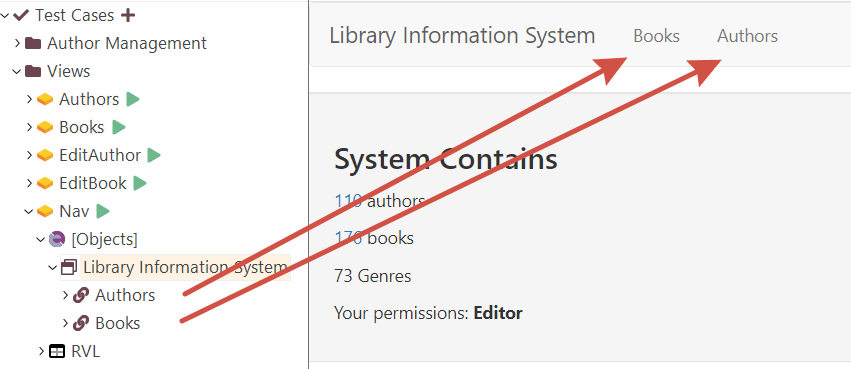 Test Cases
Author Management
Views
Authors
Books
EditAuthor
EditBook
Nav
[Objects]
Library Information System
Authors
Books
RVL
Library Information System Books Authors
System Contains
110 authors
176 books
73 Genres
Your permissions: Editor